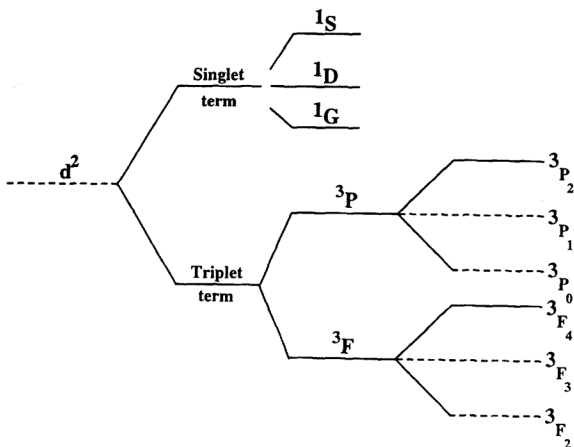 ¹S
Singlet
term
¹D
¹G
d²
³P
³P₂
³P₁
³P₀
Triplet
term
³F
³F₄
³F₃
³F₂